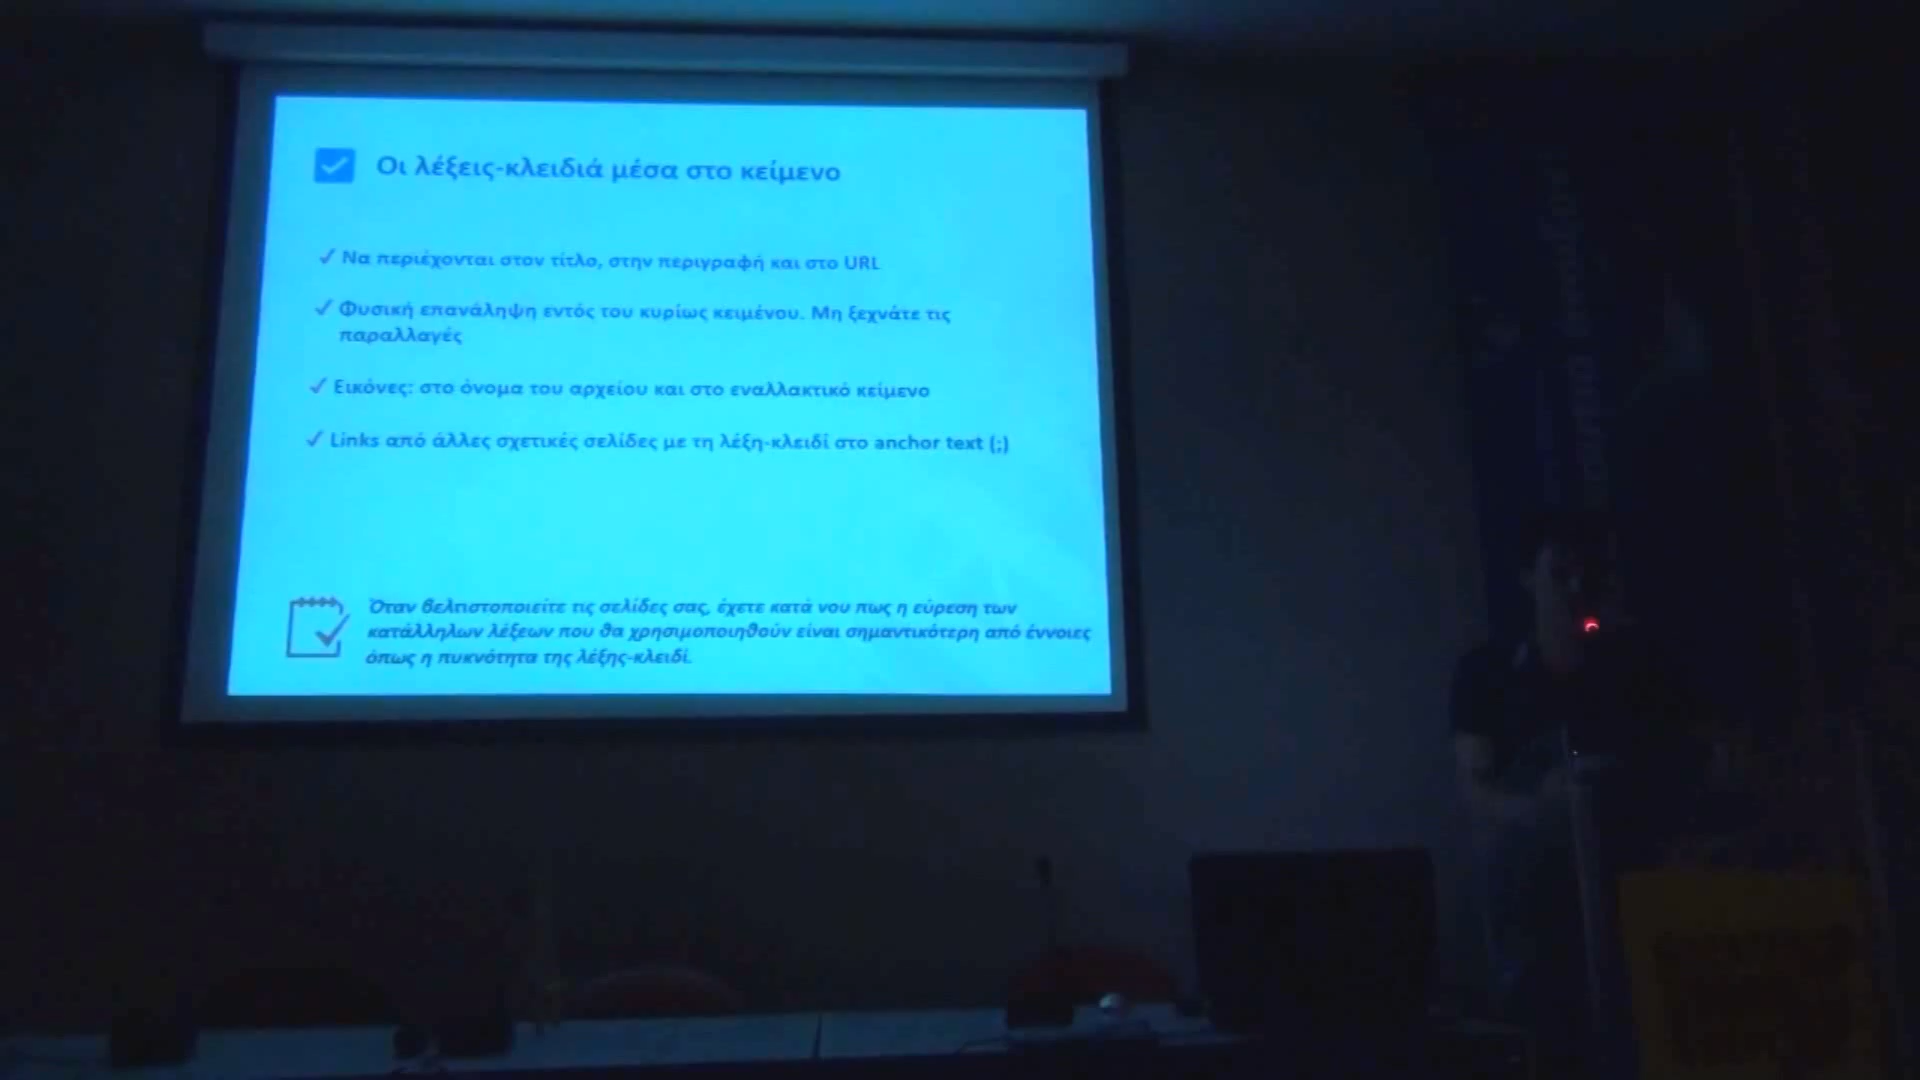 Οι λέξεις-κλειδιά μέσα στο κείμενο
✓ Να περιέχονται στον τίτλο, στην περιγραφή και στο URL
✓ Φυσική επανάληψη εντός του κυρίως κειμένου. Μη ξεχνάτε τις
παραλλαγές
✓ Εικόνες: στο όνομα του αρχείου και στο εναλλακτικό κείμενο
✓ Links από άλλες σχετικές σελίδες με τη λέξη-κλειδί στο anchor text (;)
Όταν βελτιστοποιείτε τις σελίδες σας, έχετε κατά νου πως η εύρεση των
κατάλληλων λέξεων που θα χρησιμοποιηθούν είναι σημαντικότερη από έννοιες
όπως η πυκνότητα της λέξης-κλειδί.